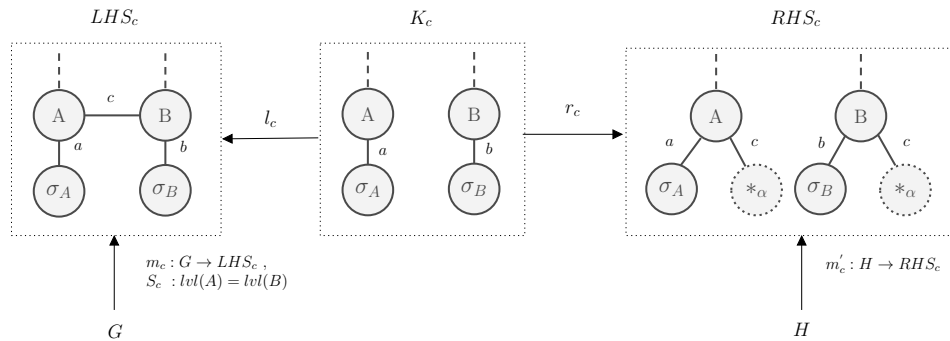 LHS_c
K_c
RHS_c
A c B
a b
σ_A σ_B
l_c
A B
a b
σ_A σ_B
r_c
A B
a c b c
σ_A *_α σ_B *_α
m_c : G → LHS_c ,
S_c : lvl(A) = lvl(B)
m'_c : H → RHS_c
G
H